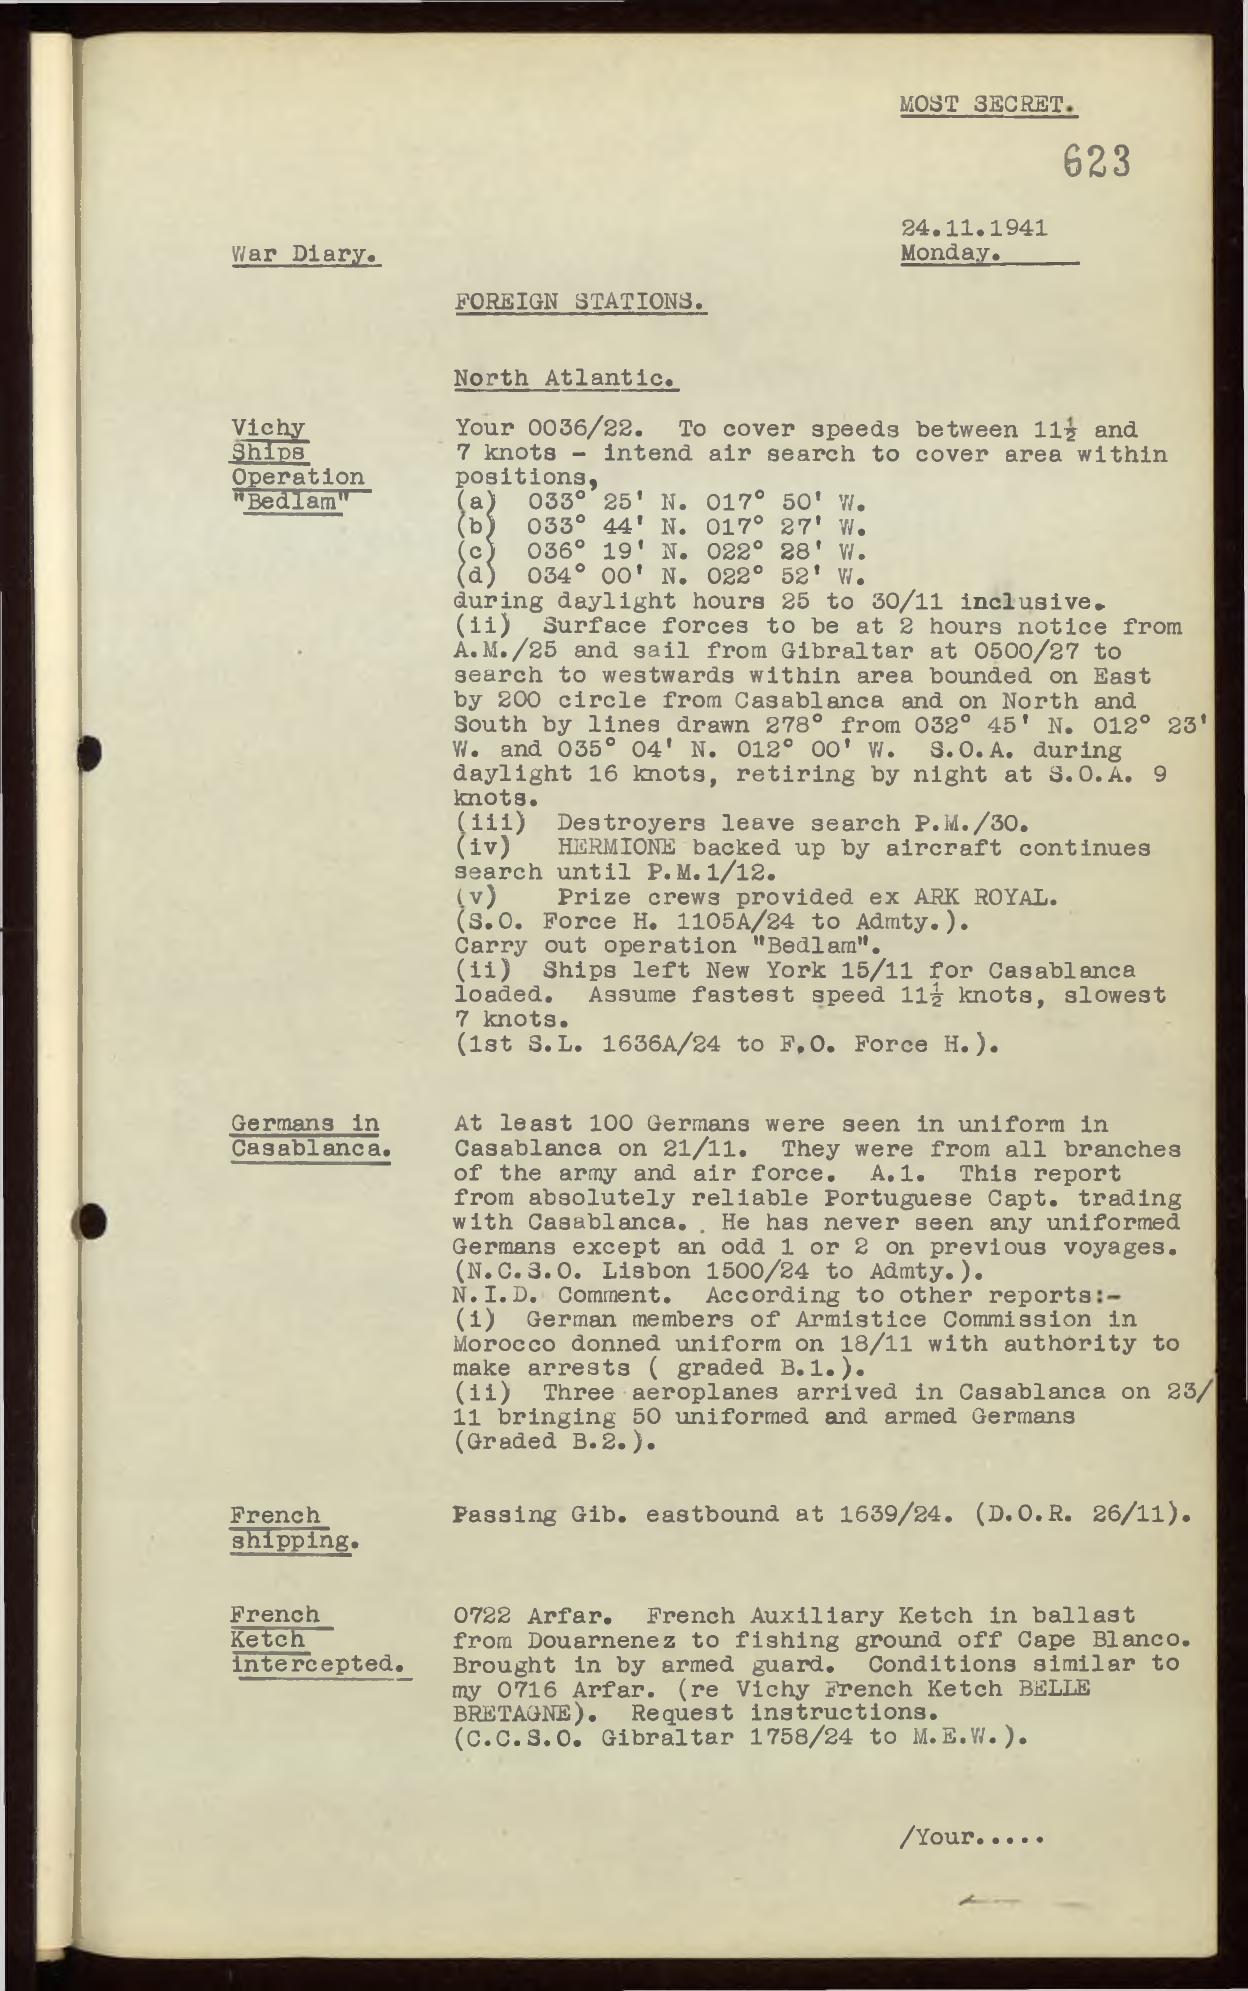 MOST SECRET.
623
24.11.1941
War Diary.
Monday.
FOREIGN STATIONS.
North Atlantic.
Vichy
Ships
Operation
"Bedlam"
Your 0036/22. To cover speeds between 11½ and
7 knots - intend air search to cover area within
positions,
(a) 033° 25' N. 017° 50' W.
(b) 033° 44' N. 017° 27' W.
(c) 036° 19' N. 022° 28' W.
(d) 034° 00' N. 022° 52' W.
during daylight hours 25 to 30/11 inclusive.
(ii) Surface forces to be at 2 hours notice from
A.M./25 and sail from Gibraltar at 0500/27 to
search to westwards within area bounded on East
by 200 circle from Casablanca and on North and
South by lines drawn 278° from 032° 45' N. 012° 23'
W. and 035° 04' N. 012° 00' W. S.O.A. during
daylight 16 knots, retiring by night at S.O.A. 9
knots.
(iii) Destroyers leave search P.M./30.
(iv) HERMIONE backed up by aircraft continues
search until P.M.1/12.
(v) Prize crews provided ex ARK ROYAL.
(S.O. Force H. 1105A/24 to Admty.).
Carry out operation "Bedlam".
(ii) Ships left New York 15/11 for Casablanca
loaded. Assume fastest speed 11½ knots, slowest
7 knots.
(1st S.L. 1636A/24 to F.O. Force H.).
Germans in
Casablanca.
At least 100 Germans were seen in uniform in
Casablanca on 21/11. They were from all branches
of the army and air force. A.1. This report
from absolutely reliable Portuguese Capt. trading
with Casablanca. . He has never seen any uniformed
Germans except an odd 1 or 2 on previous voyages.
(N.C.S.O. Lisbon 1500/24 to Admty.).
N.I.D. Comment. According to other reports:-
(i) German members of Armistice Commission in
Morocco donned uniform on 18/11 with authority to
make arrests ( graded B.1.).
(ii) Three aeroplanes arrived in Casablanca on 23/
11 bringing 50 uniformed and armed Germans
(Graded B.2.).
French
shipping.
Passing Gib. eastbound at 1639/24. (D.O.R. 26/11).
French
Ketch
intercepted.
0722 Arfar. French Auxiliary Ketch in ballast
from Douarnenez to fishing ground off Cape Blanco.
Brought in by armed guard. Conditions similar to
my 0716 Arfar. (re Vichy French Ketch BELLE
BRETAGNE). Request instructions.
(C.C.S.O. Gibraltar 1758/24 to M.E.W.).
/Your.....